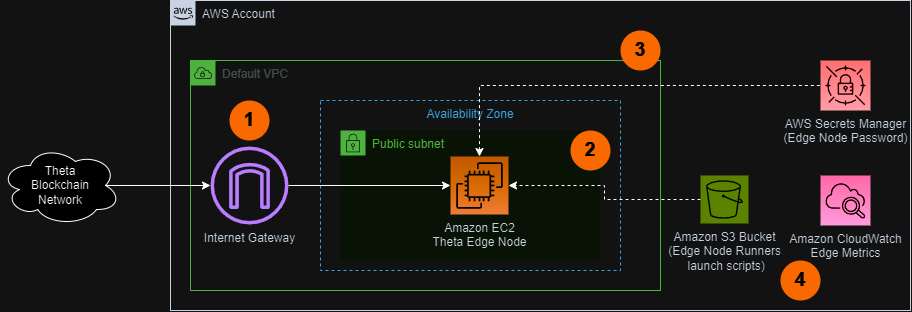 aws
AWS Account
Default VPC
3
1
Availability Zone
Public subnet
2
AWS Secrets Manager
(Edge Node Password)
Theta
Blockchain
Network
Internet Gateway
Amazon EC2
Theta Edge Node
Amazon S3 Bucket
(Edge Node Runners
launch scripts)
Amazon CloudWatch
Edge Metrics
4